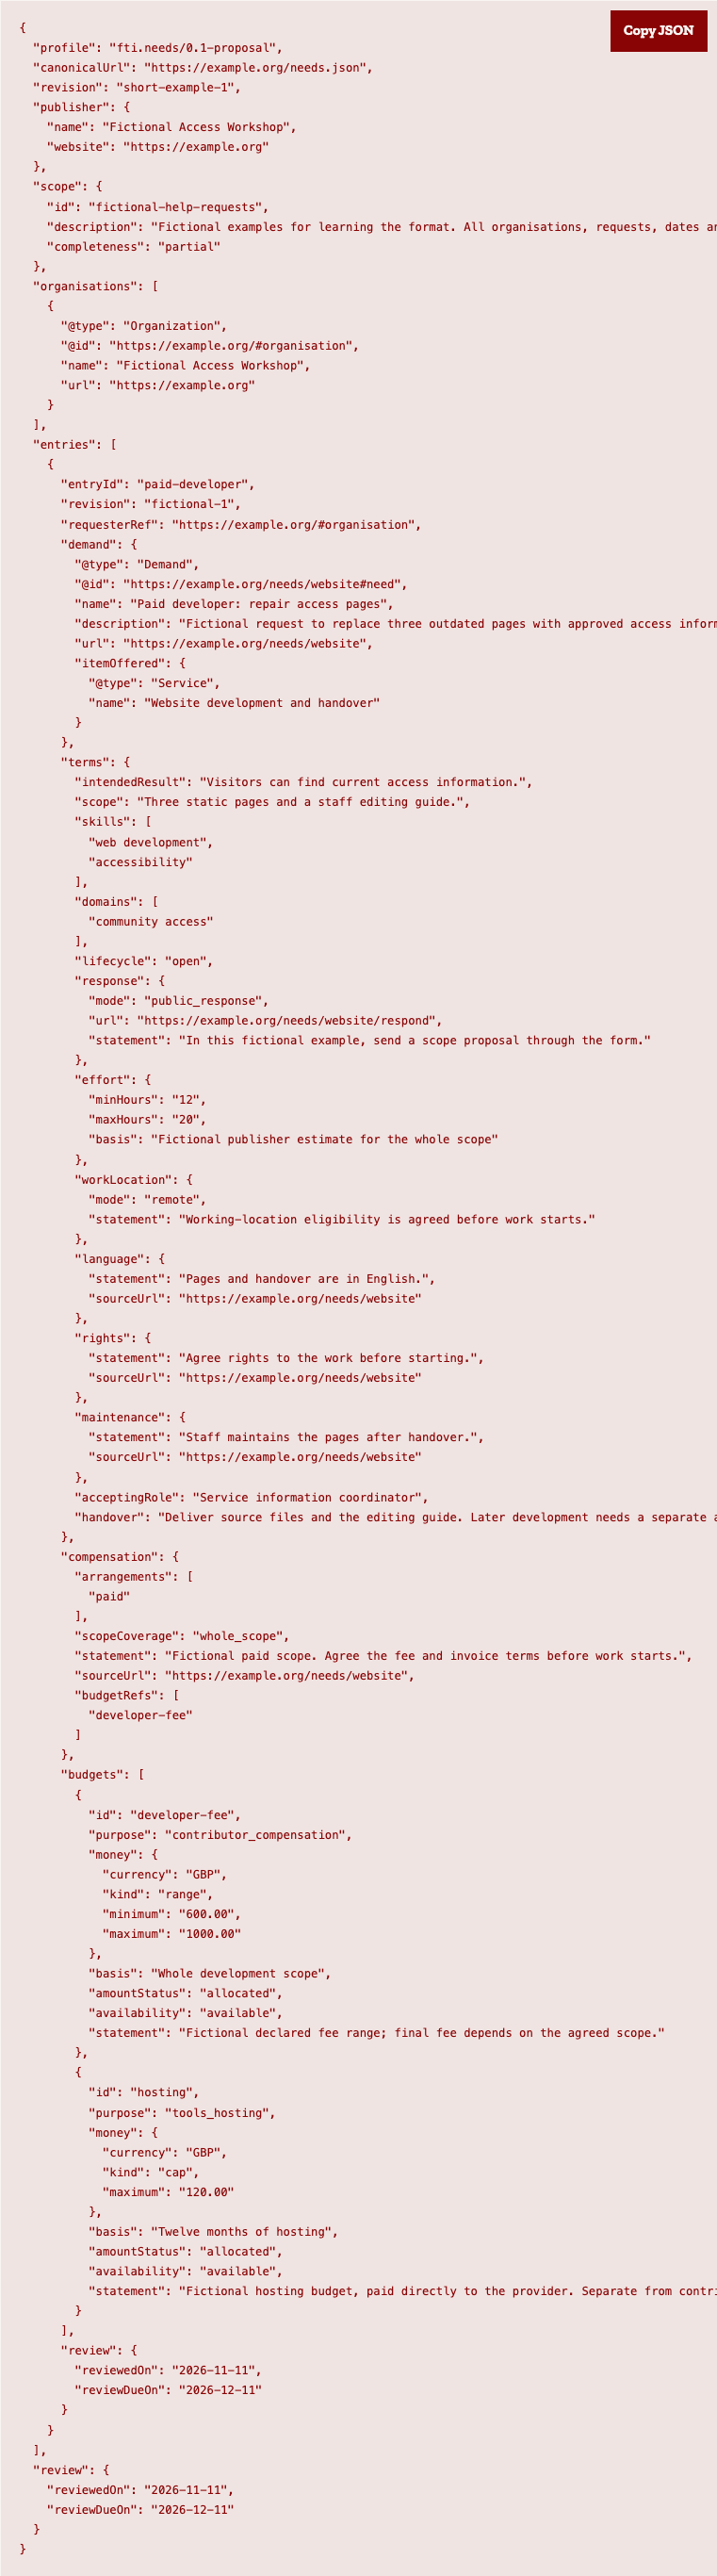 Copy JSON
{
  "profile": "fti.needs/0.1-proposal",
  "canonicalUrl": "https://example.org/needs.json",
  "revision": "short-example-1",
  "publisher": {
    "name": "Fictional Access Workshop",
    "website": "https://example.org"
  },
  "scope": {
    "id": "fictional-help-requests",
    "description": "Fictional examples for learning the format. All organisations, requests, dates
    "completeness": "partial"
  },
  "organisations": [
    {
      "@type": "Organization",
      "@id": "https://example.org/#organisation",
      "name": "Fictional Access Workshop",
      "url": "https://example.org"
    }
  ],
  "entries": [
    {
      "entryId": "paid-developer",
      "revision": "fictional-1",
      "requesterRef": "https://example.org/#organisation",
      "demand": {
        "@type": "Demand",
        "@id": "https://example.org/needs/website#need",
        "name": "Paid developer: repair access pages",
        "description": "Fictional request to replace three outdated pages with approved access
        "url": "https://example.org/needs/website",
        "itemOffered": {
          "@type": "Service",
          "name": "Website development and handover"
        }
      },
      "terms": {
        "intendedResult": "Visitors can find current access information.",
        "scope": "Three static pages and a staff editing guide.",
        "skills": [
          "web development",
          "accessibility"
        ],
        "domains": [
          "community access"
        ],
        "lifecycle": "open",
        "response": {
          "mode": "public_response",
          "url": "https://example.org/needs/website/respond",
          "statement": "In this fictional example, send a scope proposal through the form."
        },
        "effort": {
          "minHours": "12",
          "maxHours": "20",
          "basis": "Fictional publisher estimate for the whole scope"
        },
        "workLocation": {
          "mode": "remote",
          "statement": "Working-location eligibility is agreed before work starts."
        },
        "language": {
          "statement": "Pages and handover are in English.",
          "sourceUrl": "https://example.org/needs/website"
        },
        "rights": {
          "statement": "Agree rights to the work before starting.",
          "sourceUrl": "https://example.org/needs/website"
        },
        "maintenance": {
          "statement": "Staff maintains the pages after handover.",
          "sourceUrl": "https://example.org/needs/website"
        },
        "acceptingRole": "Service information coordinator",
        "handover": "Deliver source files and the editing guide. Later development needs a separate
      },
      "compensation": {
        "arrangements": [
          "paid"
        ],
        "scopeCoverage": "whole_scope",
        "statement": "Fictional paid scope. Agree the fee and invoice terms before work starts.",
        "sourceUrl": "https://example.org/needs/website",
        "budgetRefs": [
          "developer-fee"
        ]
      },
      "budgets": [
        {
          "id": "developer-fee",
          "purpose": "contributor_compensation",
          "money": {
            "currency": "GBP",
            "kind": "range",
            "minimum": "600.00",
            "maximum": "1000.00"
          },
          "basis": "Whole development scope",
          "amountStatus": "allocated",
          "availability": "available",
          "statement": "Fictional declared fee range; final fee depends on the agreed scope."
        },
        {
          "id": "hosting",
          "purpose": "tools_hosting",
          "money": {
            "currency": "GBP",
            "kind": "cap",
            "maximum": "120.00"
          },
          "basis": "Twelve months of hosting",
          "amountStatus": "allocated",
          "availability": "available",
          "statement": "Fictional hosting budget, paid directly to the provider. Separate from
        }
      ],
      "review": {
        "reviewedOn": "2026-11-11",
        "reviewDueOn": "2026-12-11"
      }
    }
  ],
  "review": {
    "reviewedOn": "2026-11-11",
    "reviewDueOn": "2026-12-11"
  }
}